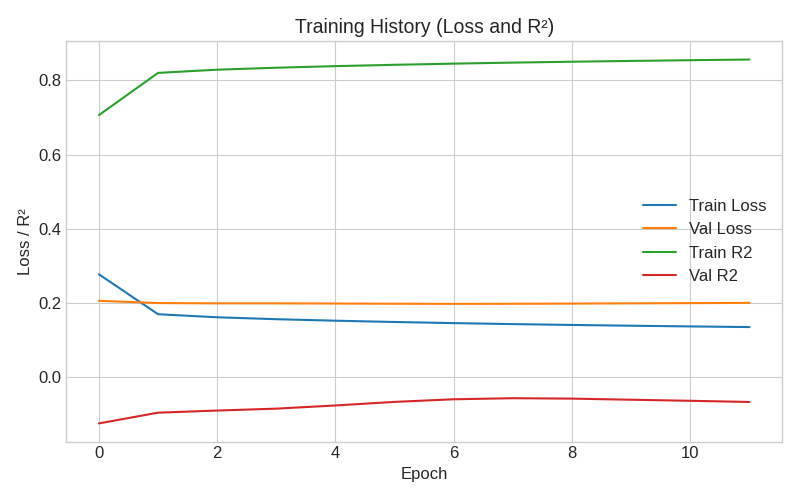 Training History (Loss and R²)
Loss / R²
0.8
0.6
0.4
0.2
0.0
Train Loss
Val Loss
Train R2
Val R2
0 2 4 6 8 10
Epoch